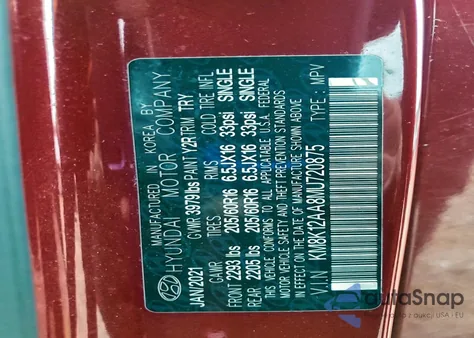 MANUFACTURED IN KOREA BY
HYUNDAI MOTOR COMPANY
JAN/2021 GVWR 3979 lbs PAINT Y2R TRIM TRY
TIRES RIMS COLD TIRE INFL
FRONT 2293 lbs 205/60R16 6.5JX16 33psi SINGLE
REAR 2205 lbs 205/60R16 6.5JX16 33psi SINGLE
THIS VEHICLE CONFORMS TO ALL APPLICABLE U.S.A. FEDERAL
MOTOR VEHICLE SAFETY AND THEFT PREVENTION STANDARDS
IN EFFECT ON THE DATE OF MANUFACTURE SHOWN ABOVE.
V.I.N : KM8K12AA8MU720875 TYPE : MPV
autoSnap
USA I EU